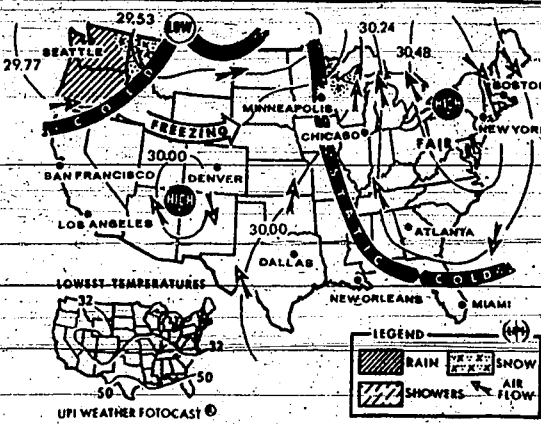 29.53
LOW
30.24
SEATTLE
29.77
30.48
BOSTON
COLD
MINNEAPOLIS
HIGH
NEW YORK
FREEZING
CHICAGO
FAIR
30.00
SAN FRANCISCO
DENVER
HIGH
LOS ANGELES
30.00
ATLANTA
DALLAS
STATIC
COLD
LOWEST TEMPERATURES
NEW ORLEANS
MIAMI
32
32
50
50
LEGEND
UPI
RAIN
SNOW
SHOWERS
AIR
FLOW
UPI WEATHER FOTOCAST ®